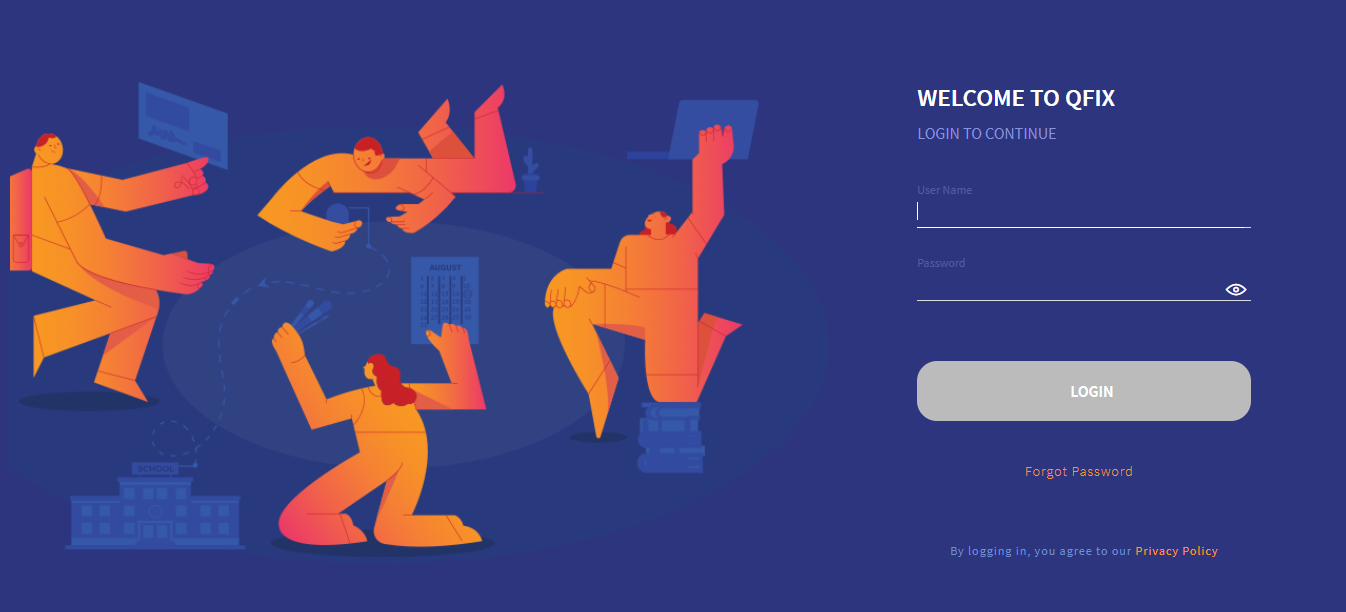 WELCOME TO QFIX
LOGIN TO CONTINUE
User Name
Password
LOGIN
Forgot Password
By logging in, you agree to our Privacy Policy
AUGUST
SCHOOL